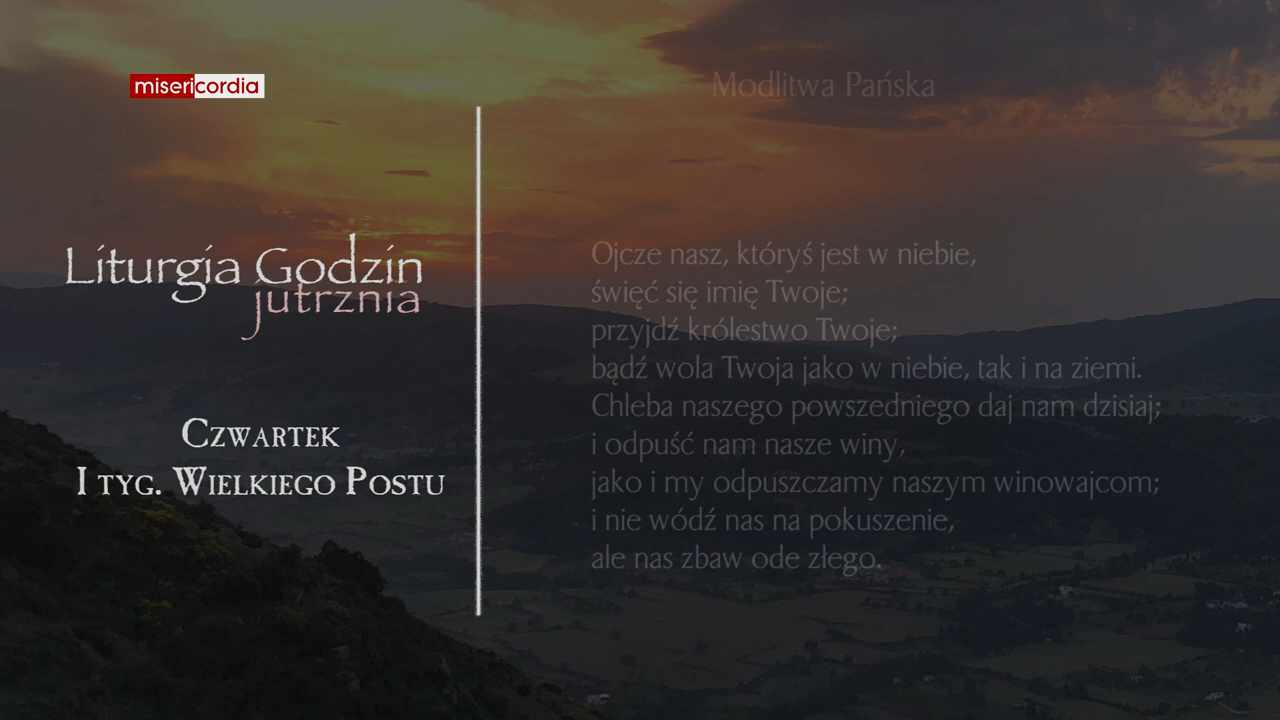 misericordia
Liturgia Godzin
jutrznia
Czwartek
I tyg. Wielkiego Postu
Modlitwa Pańska
Ojcze nasz, któryś jest w niebie,
święć się imię Twoje;
przyjdź królestwo Twoje;
bądź wola Twoja jako w niebie, tak i na ziemi.
Chleba naszego powszedniego daj nam dzisiaj;
i odpuść nam nasze winy,
jako i my odpuszczamy naszym winowajcom;
i nie wódź nas na pokuszenie,
ale nas zbaw ode złego.